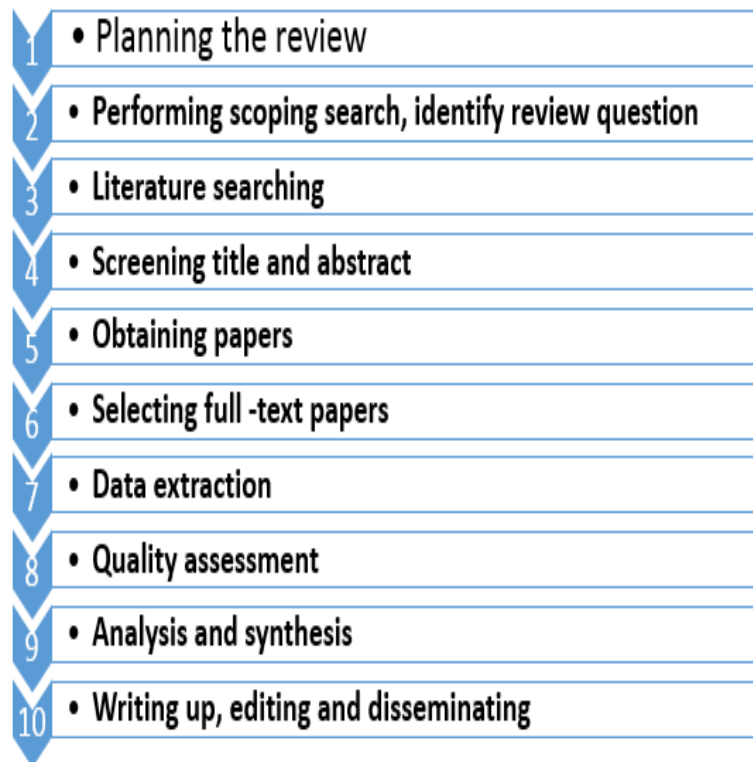 1 • Planning the review
2 • Performing scoping search, identify review question
3 • Literature searching
4 • Screening title and abstract
5 • Obtaining papers
6 • Selecting full -text papers
7 • Data extraction
8 • Quality assessment
9 • Analysis and synthesis
10 • Writing up, editing and disseminating